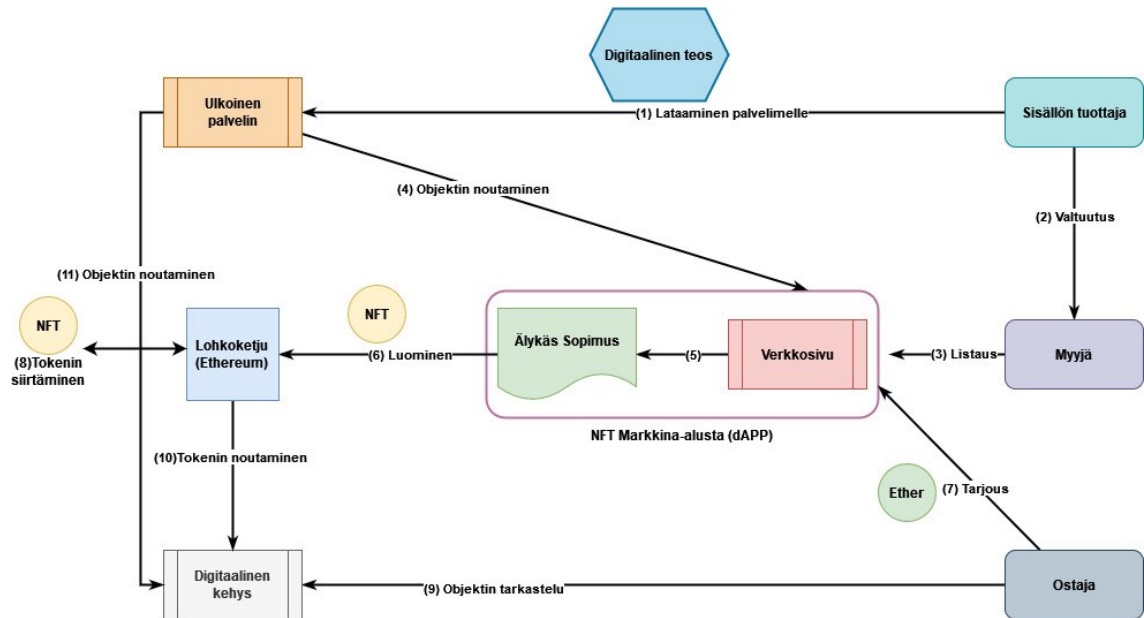 Digitaalinen teos
Ulkoinen
palvelin
(1) Lataaminen palvelimelle
Sisällön tuottaja
(4) Objektin noutaminen
(2) Valtuutus
(11) Objektin noutaminen
NFT
(8)Tokenin
siirtäminen
Lohkoketju
(Ethereum)
NFT
(6) Luominen
Älykäs Sopimus
(5)
Verkkosivu
(3) Listaus
Myyjä
NFT Markkina-alusta (dAPP)
(10)Tokenin noutaminen
Ether
(7) Tarjous
Digitaalinen
kehys
(9) Objektin tarkastelu
Ostaja